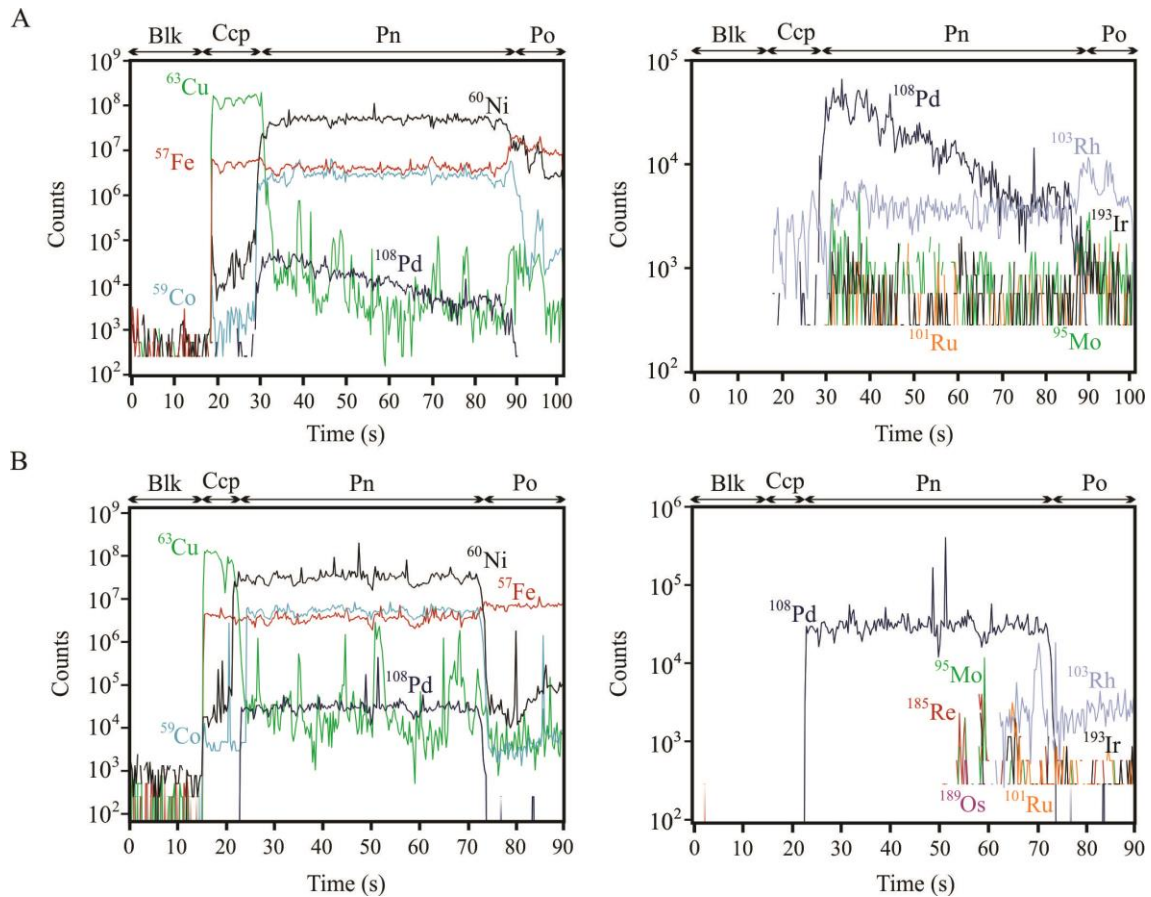 A
Blk Ccp Pn Po
10⁹
10⁸
10⁷
10⁶
10⁵
10⁴
10³
10²
Counts
⁶³Cu
⁶⁰Ni
⁵⁷Fe
¹⁰⁸Pd
⁵⁹Co
0 10 20 30 40 50 60 70 80 90 100
Time (s)
Blk Ccp Pn Po
10⁵
10⁴
10³
10²
Counts
¹⁰⁸Pd
¹⁰³Rh
¹⁹³Ir
¹⁰¹Ru
⁹⁵Mo
0 10 20 30 40 50 60 70 80 90 100
Time (s)
B
Blk Ccp Pn Po
10⁹
10⁸
10⁷
10⁶
10⁵
10⁴
10³
10²
Counts
⁶³Cu
⁶⁰Ni
⁵⁷Fe
¹⁰⁸Pd
⁵⁹Co
0 10 20 30 40 50 60 70 80 90
Time (s)
Blk Ccp Pn Po
10⁶
10⁵
10⁴
10³
10²
Counts
¹⁰⁸Pd
⁹⁵Mo
¹⁰³Rh
¹⁸⁵Re
¹⁹³Ir
¹⁸⁹Os
¹⁰¹Ru
0 10 20 30 40 50 60 70 80 90
Time (s)